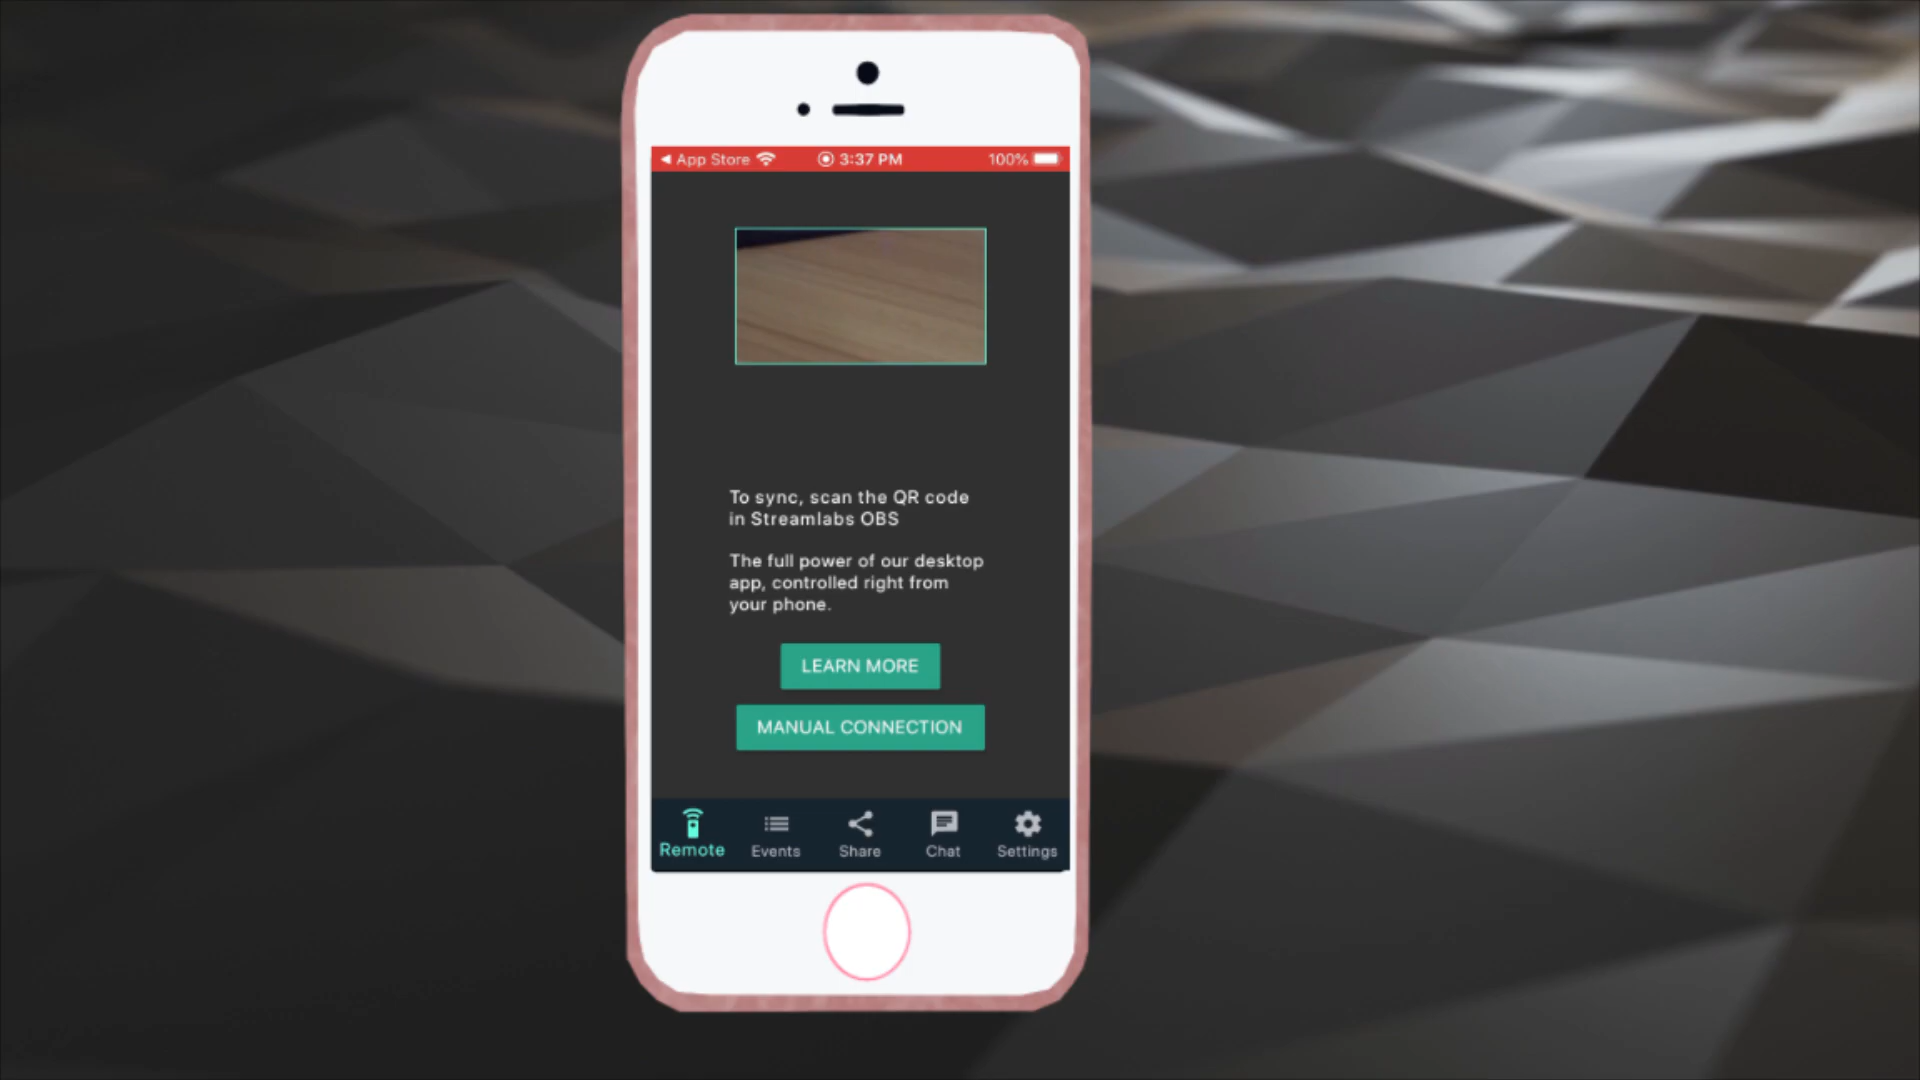 App Store 3:37 PM 100%
To sync, scan the QR code
in Streamlabs OBS
The full power of our desktop
app, controlled right from
your phone.
LEARN MORE
MANUAL CONNECTION
Remote Events Share Chat Settings